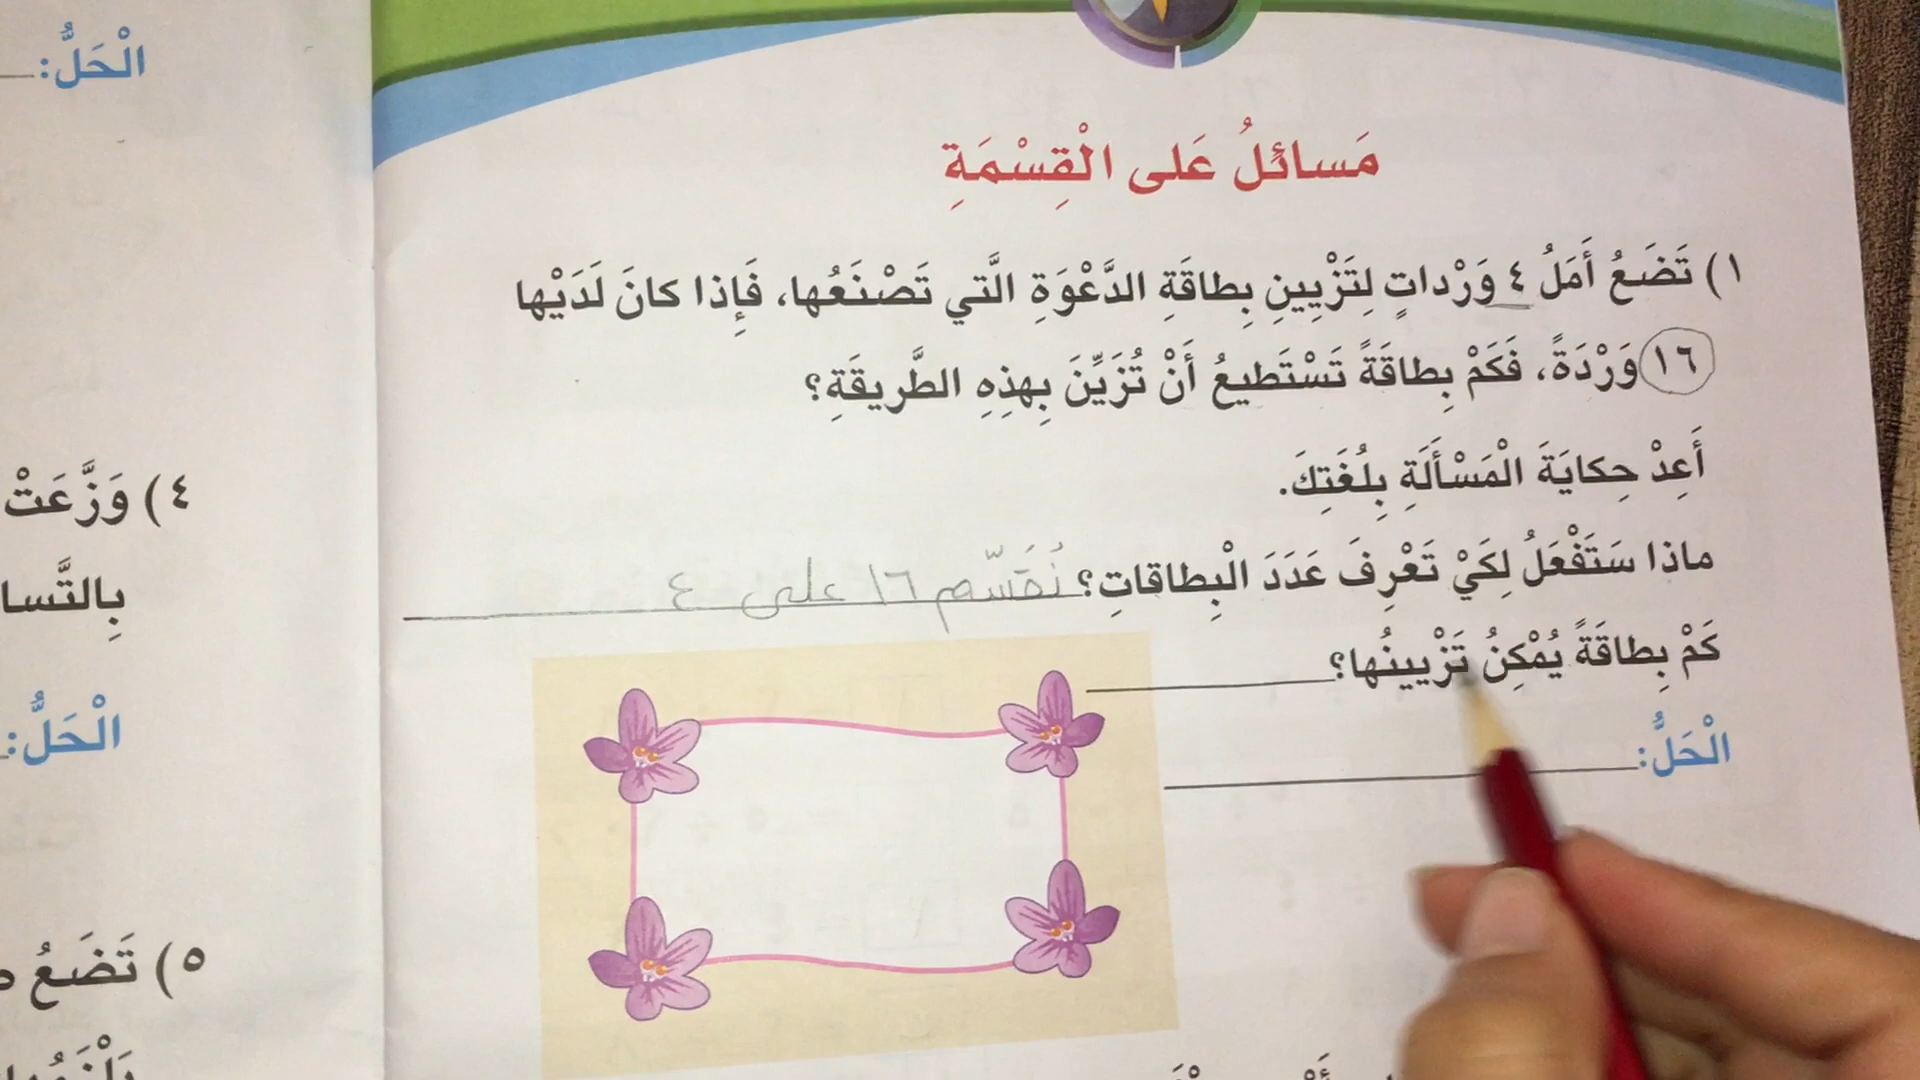 مَسائِلُ عَلى الْقِسْمَةِ
١) تَضَعُ أَمَلُ ٤ وَرْداتٍ لِتَزْيِينِ بِطاقَةِ الدَّعْوَةِ الَّتي تَصْنَعُها، فَإِذا كانَ لَدَيْها
١٦ وَرْدَةً، فَكَمْ بِطاقَةً تَسْتَطيعُ أَنْ تُزَيِّنَ بِهذِهِ الطَّريقَةِ؟
أَعِدْ حِكايَةَ الْمَسْأَلَةِ بِلُغَتِكَ.
ماذا سَتَفْعَلُ لِكَيْ تَعْرِفَ عَدَدَ الْبِطاقاتِ؟ نُقَسّم ١٦ على ٤
كَمْ بِطاقَةً يُمْكِنُ تَزْيينُها؟
الْحَلُّ:
الْحَلُّ:
٤) وَزَّعَتْ
بِالتَّسا
الْحَلُّ:
٥) تَضَعُ